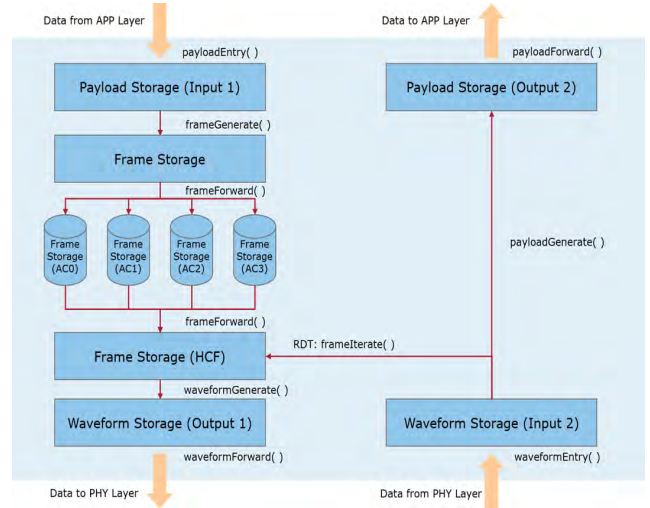 Data from APP Layer
Data to APP Layer
payloadEntry( )
payloadForward( )
Payload Storage (Input 1)
Payload Storage (Output 2)
frameGenerate( )
Frame Storage
frameForward( )
Frame
Storage
(AC0)
Frame
Storage
(AC1)
Frame
Storage
(AC2)
Frame
Storage
(AC3)
payloadGenerate( )
frameForward( )
RDT: frameIterate( )
Frame Storage (HCF)
waveformGenerate( )
Waveform Storage (Output 1)
Waveform Storage (Input 2)
waveformForward( )
waveformEntry( )
Data to PHY Layer
Data from PHY Layer